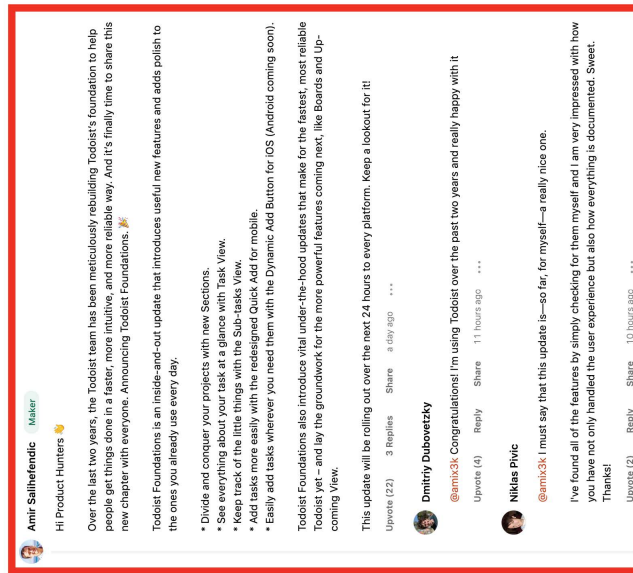 Amir Salihefendic Maker
Hi Product Hunters 👋
Over the last two years, the Todoist team has been meticulously rebuilding Todoist's foundation to help
people get things done in a faster, more intuitive, and more reliable way. And it's finally time to share this
new chapter with everyone. Announcing Todoist Foundations. 🎉
Todoist Foundations is an inside-and-out update that introduces useful new features and adds polish to
the ones you already use every day.
* Divide and conquer your projects with new Sections.
* See everything about your task at a glance with Task View.
* Keep track of the little things with the Sub-tasks View.
* Add tasks more easily with the redesigned Quick Add for mobile.
* Easily add tasks wherever you need them with the Dynamic Add Button for iOS (Android coming soon).
Todoist Foundations also introduce vital under-the-hood updates that make for the fastest, most reliable
Todoist yet – and lay the groundwork for the more powerful features coming next, like Boards and Up-
coming View.
This update will be rolling out over the next 24 hours to every platform. Keep a lookout for it!
Upvote (22) 3 Replies Share a day ago •••
Dmitriy Dubovetzky
@amix3k Congratulations! I'm using Todoist over the past two years and really happy with it
Upvote (4) Reply Share 11 hours ago •••
Niklas Pivic
@amix3k I must say that this update is—so far, for myself—a really nice one.
I've found all of the features by simply checking for them myself and I am very impressed with how
you have not only handled the user experience but also how everything is documented. Sweet.
Thanks!
Upvote (2) Reply Share 10 hours ago •••